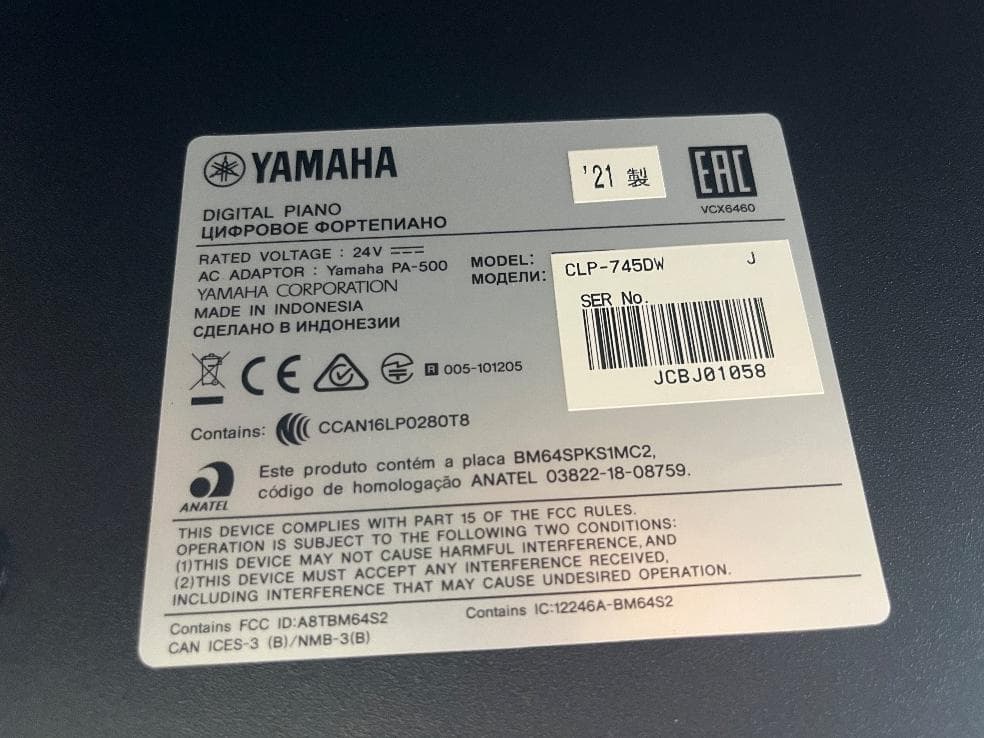 YAMAHA
'21 製
EAC
VCX6460
DIGITAL PIANO
ЦИФРОВОЕ ФОРТЕПИАНО
RATED VOLTAGE : 24V
AC ADAPTOR : Yamaha PA-500
YAMAHA CORPORATION
MADE IN INDONESIA
СДЕЛАНО В ИНДОНЕЗИИ
MODEL:
МОДЕЛИ:
CLP-745DW J
SER No.
JCBJ01058
CE
R 005-101205
Contains: CCAN16LP0280T8
ANATEL
Este produto contém a placa BM64SPKS1MC2,
código de homologação ANATEL 03822-18-08759.
THIS DEVICE COMPLIES WITH PART 15 OF THE FCC RULES.
OPERATION IS SUBJECT TO THE FOLLOWING TWO CONDITIONS:
(1)THIS DEVICE MAY NOT CAUSE HARMFUL INTERFERENCE,AND
(2)THIS DEVICE MUST ACCEPT ANY INTERFERENCE RECEIVED,
INCLUDING INTERFERENCE THAT MAY CAUSE UNDESIRED OPERATION.
Contains FCC ID:A8TBM64S2
Contains IC:12246A-BM64S2
CAN ICES-3 (B)/NMB-3(B)